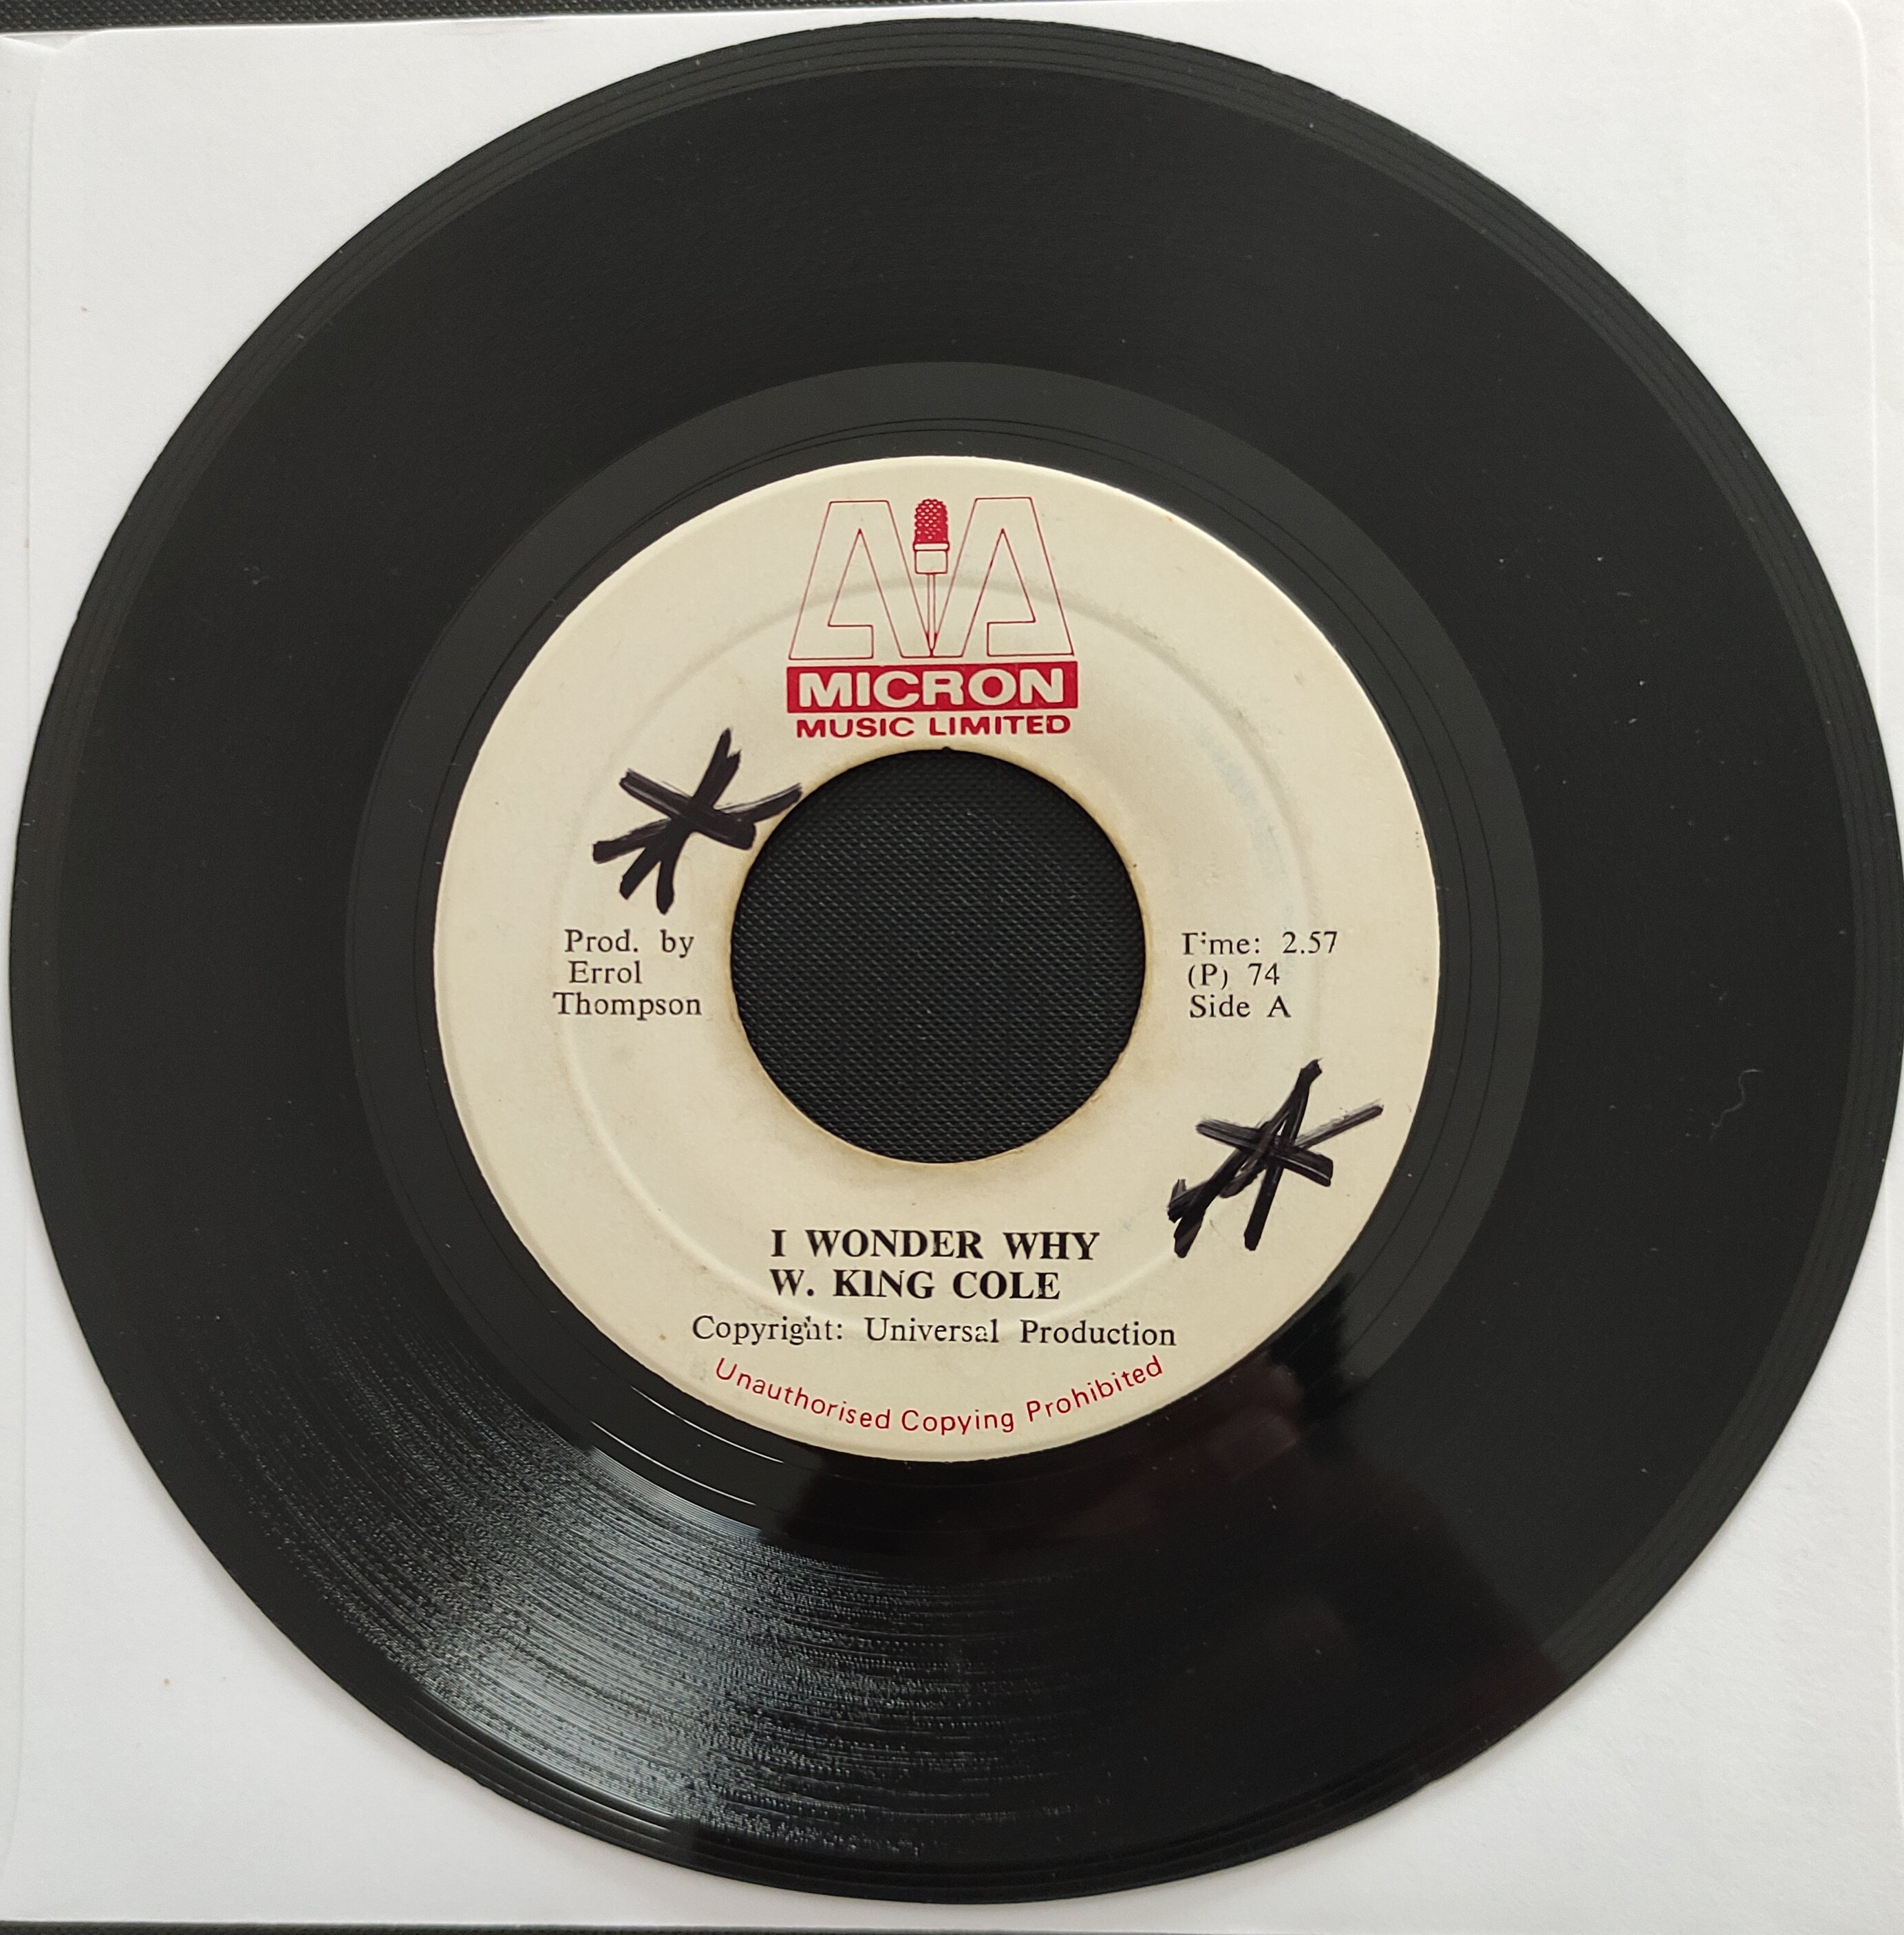 MICRON
MUSIC LIMITED
Prod. by
Errol
Thompson
Time: 2.57
(P) 74
Side A
I WONDER WHY
W. KING COLE
Copyright: Universal Production
Unauthorised Copying Prohibited